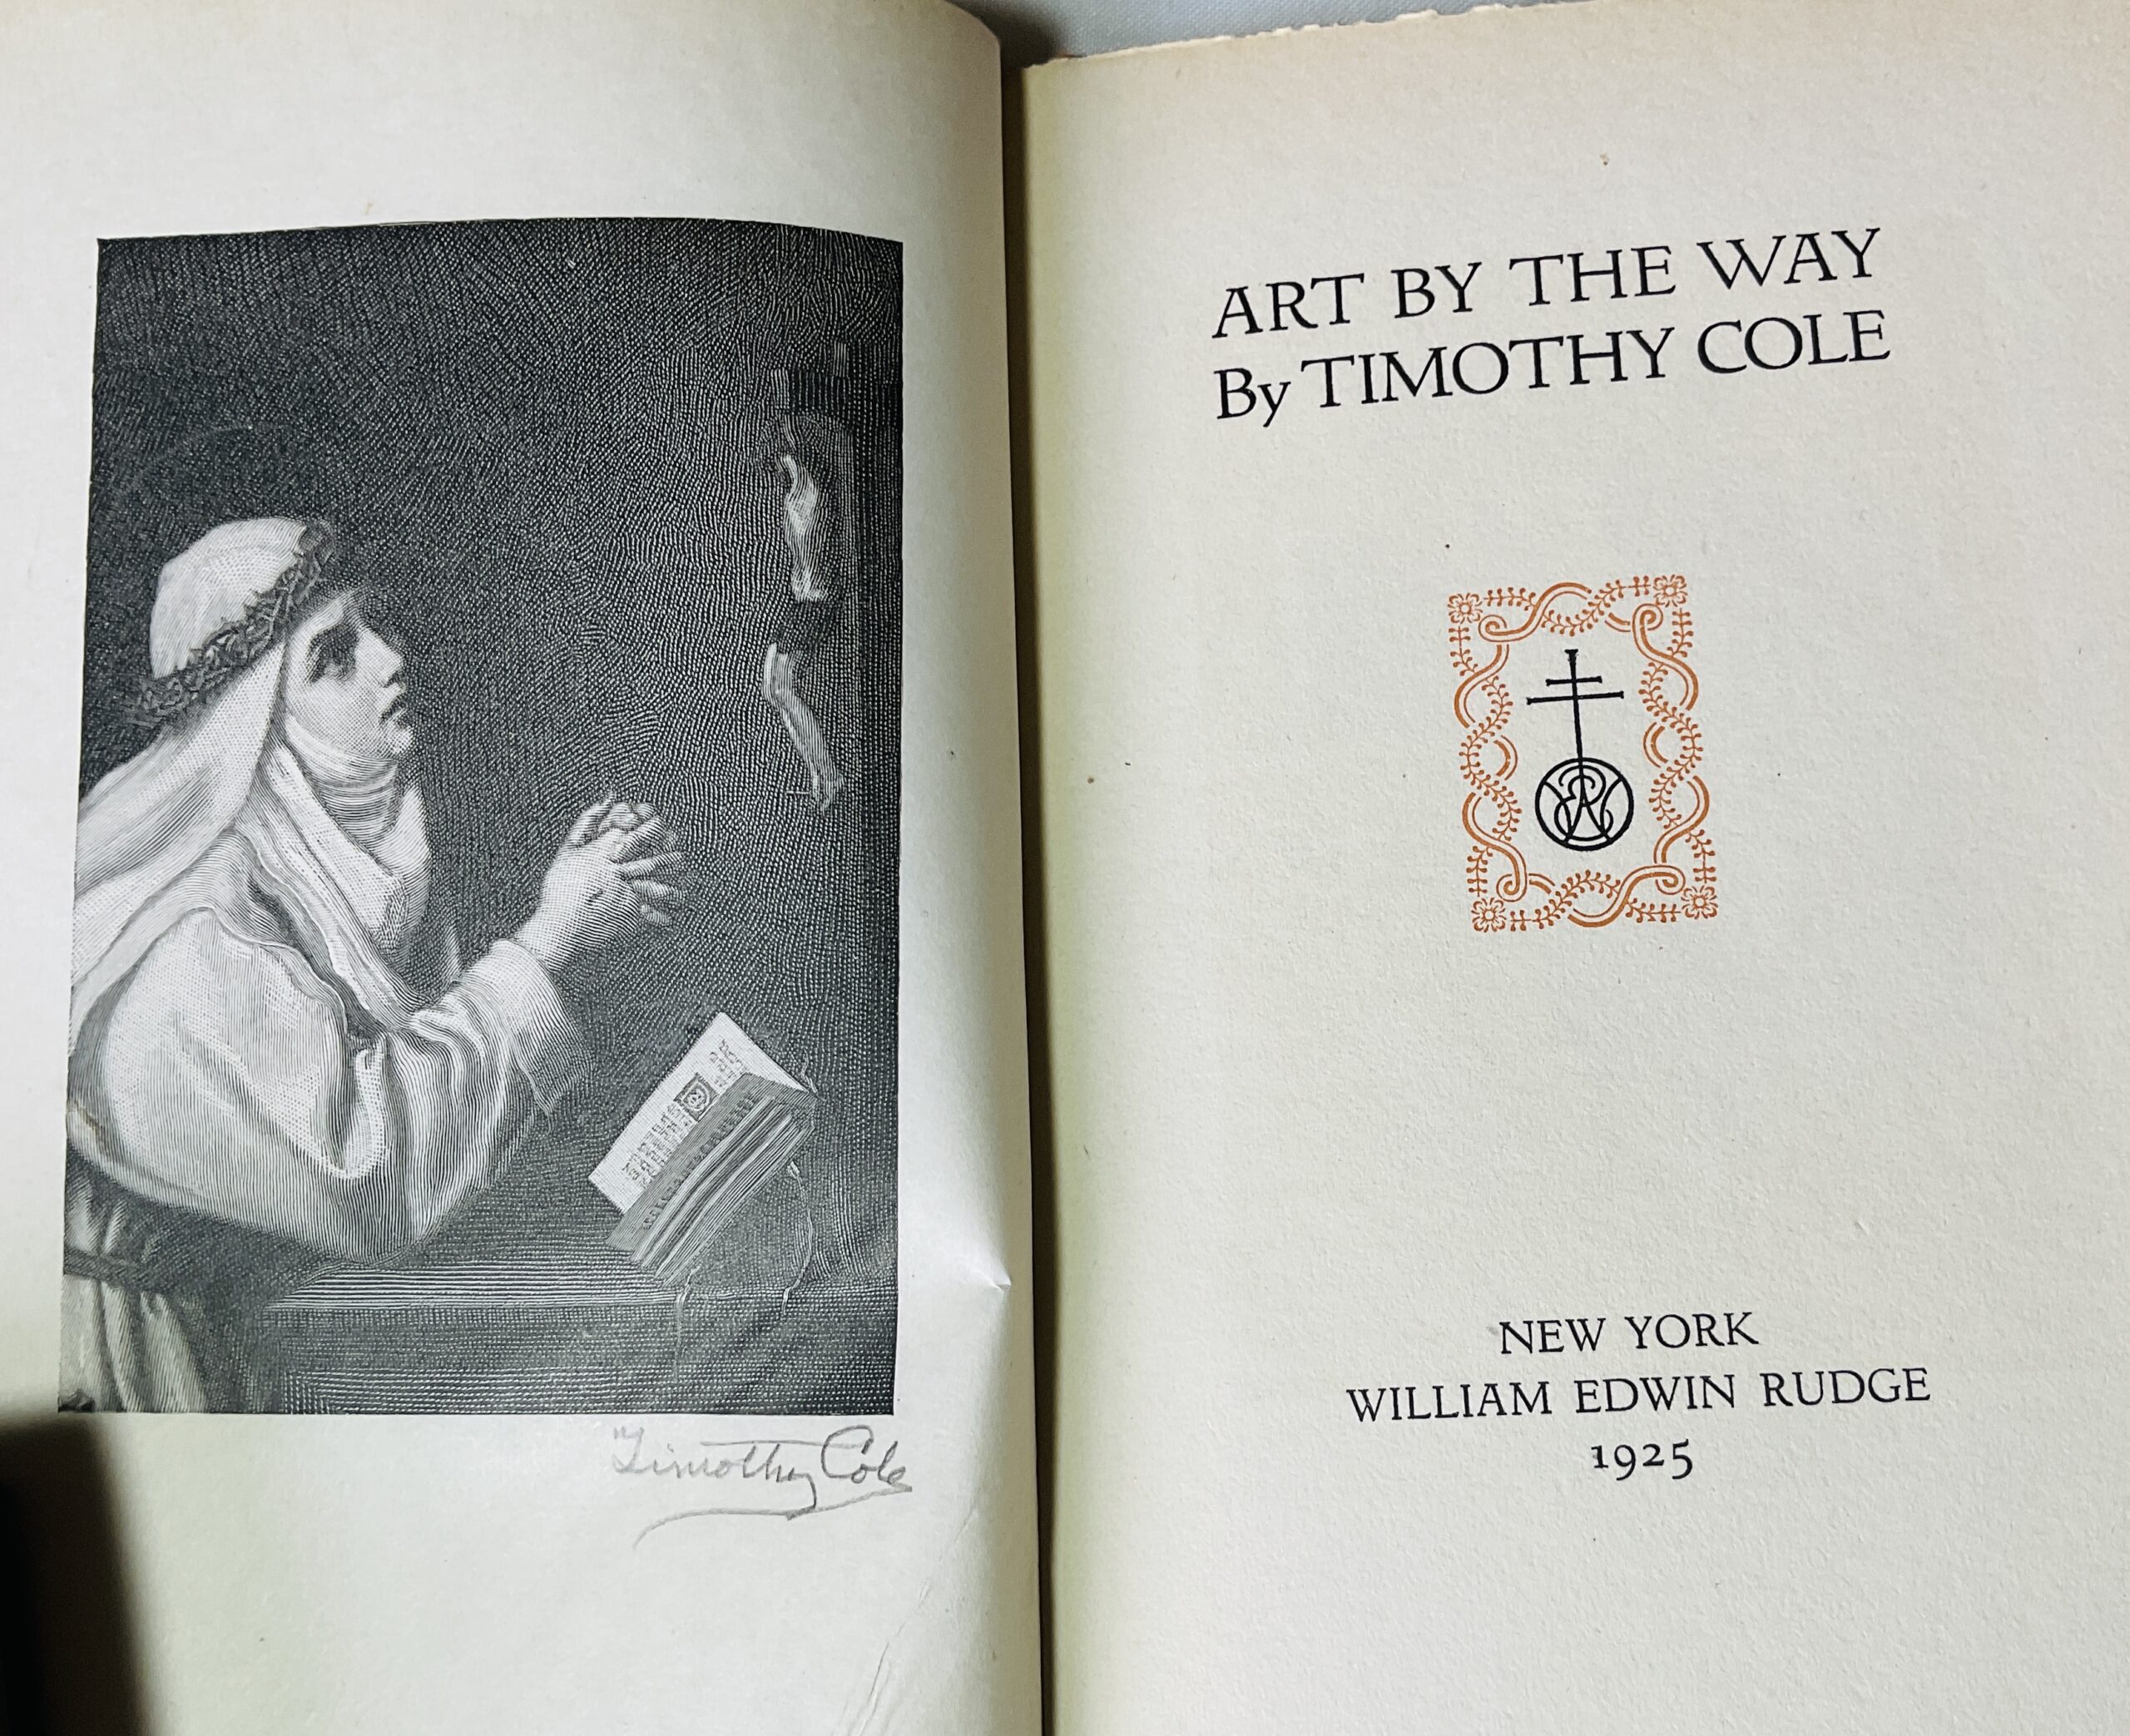 Timothy Cole
ART BY THE WAY
By TIMOTHY COLE
NEW YORK
WILLIAM EDWIN RUDGE
1925